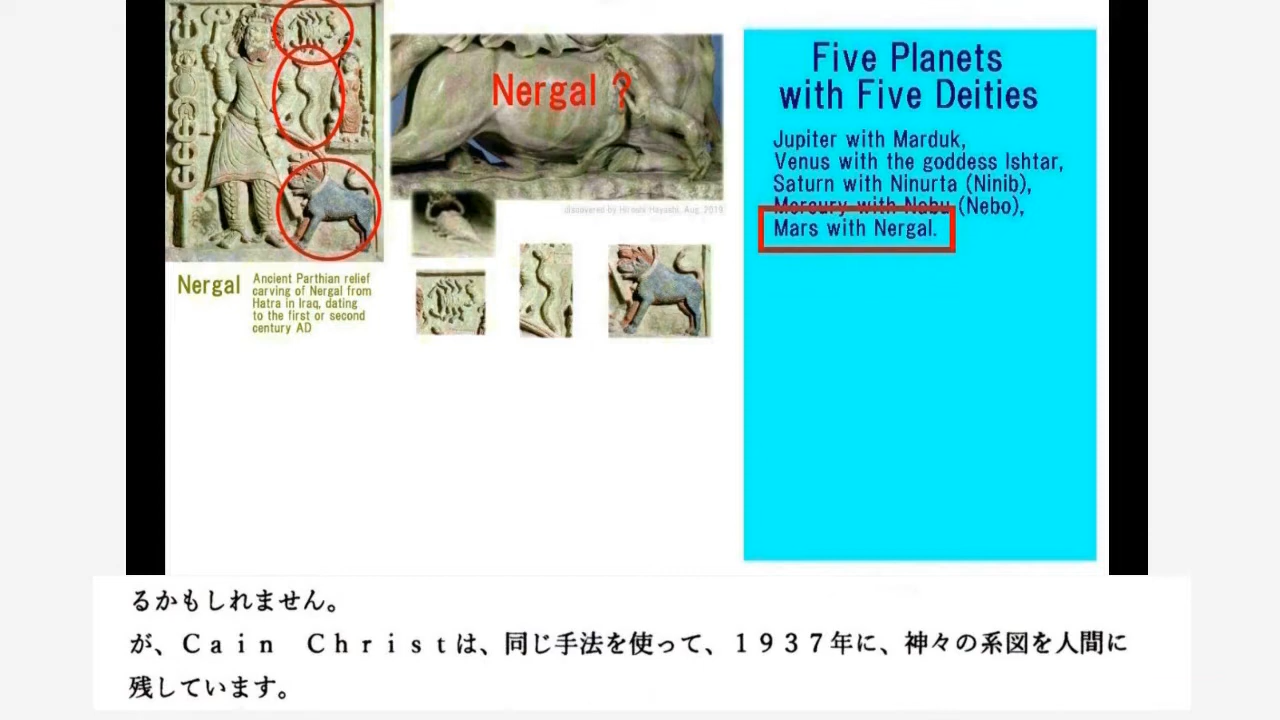 Nergal ?
discovered by Hiroshi Hayashi, Aug. 2019
Nergal
Ancient Parthian relief
carving of Nergal from
Hatra in Iraq, dating
to the first or second
century AD
Five Planets
with Five Deities
Jupiter with Marduk,
Venus with the goddess Ishtar,
Saturn with Ninurta (Ninib),
Mercury with Nabu (Nebo),
Mars with Nergal.
るかもしれません。
が、Ｃａｉｎ　Ｃｈｒｉｓｔは、同じ手法を使って、１９３７年に、神々の系図を人間に
残しています。